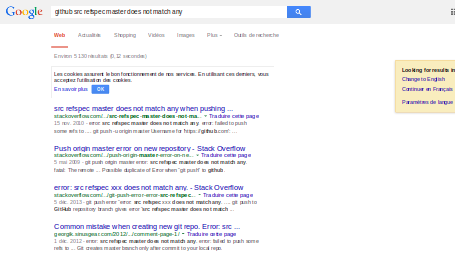 Google
github src refspec master does not match any
Web Actualités Shopping Vidéos Images Plus Outils de recherche
Environ 5 130 résultats (0,12 secondes)
Les cookies assurent le bon fonctionnement de nos services. En utilisant ces derniers, vous
acceptez l'utilisation des cookies.
En savoir plus OK
Looking for results in
Change to English
Continuer en Français
Paramètres de langue
src refspec master does not match any when pushing ...
stackoverflow.com/.../src-refspec-master-does-not-ma... Traduire cette page
15 nov. 2010 - error: src refspec master does not match any. error: failed to push
some refs to .... git push -u origin master Username for https://github.com': ...
Push origin master error on new repository - Stack Overflow
stackoverflow.com/.../push-origin-master-error-on-ne... Traduire cette page
5 mai 2009 - git push origin master error: src refspec master does not match any.
fatal: The remote ... Possible duplicate of Error when "git push" to github.
error: src refspec xxx does not match any. - Stack Overflow
stackoverflow.com/.../git-push-error-error-src-refspec... Traduire cette page
5 déc. 2013 - git push error "error: src refspec xxx does not match any. ... git push to
GitHub repository branch gives error 'src refspec master does not match ...
Common mistake when creating new git repo. Error: src ...
georgik.sinusgear.com/2012/.../comment-page-1/ Traduire cette page
1 déc. 2012 - error: src refspec master does not match any. error: failed to push some
refs to ... Git creates master branch only after commit to your local repo.